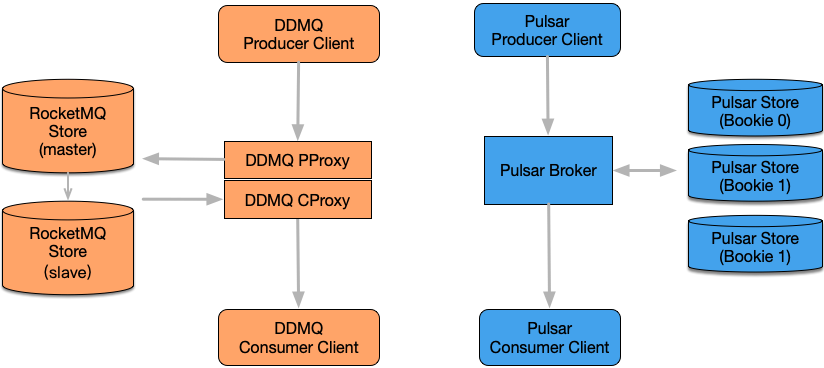 DDMQ
Producer Client
RocketMQ
Store
(master)
DDMQ PProxy
DDMQ CProxy
RocketMQ
Store
(slave)
DDMQ
Consumer Client
Pulsar
Producer Client
Pulsar Broker
Pulsar Store
(Bookie 0)
Pulsar Store
(Bookie 1)
Pulsar Store
(Bookie 1)
Pulsar
Consumer Client